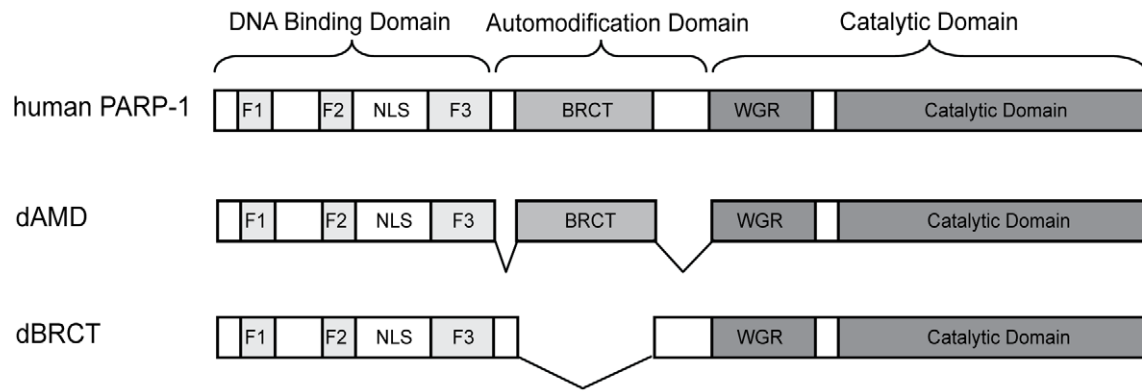 DNA Binding Domain Automodification Domain Catalytic Domain
human PARP-1 F1 F2 NLS F3 BRCT WGR Catalytic Domain
dAMD F1 F2 NLS F3 BRCT WGR Catalytic Domain
dBRCT F1 F2 NLS F3 WGR Catalytic Domain